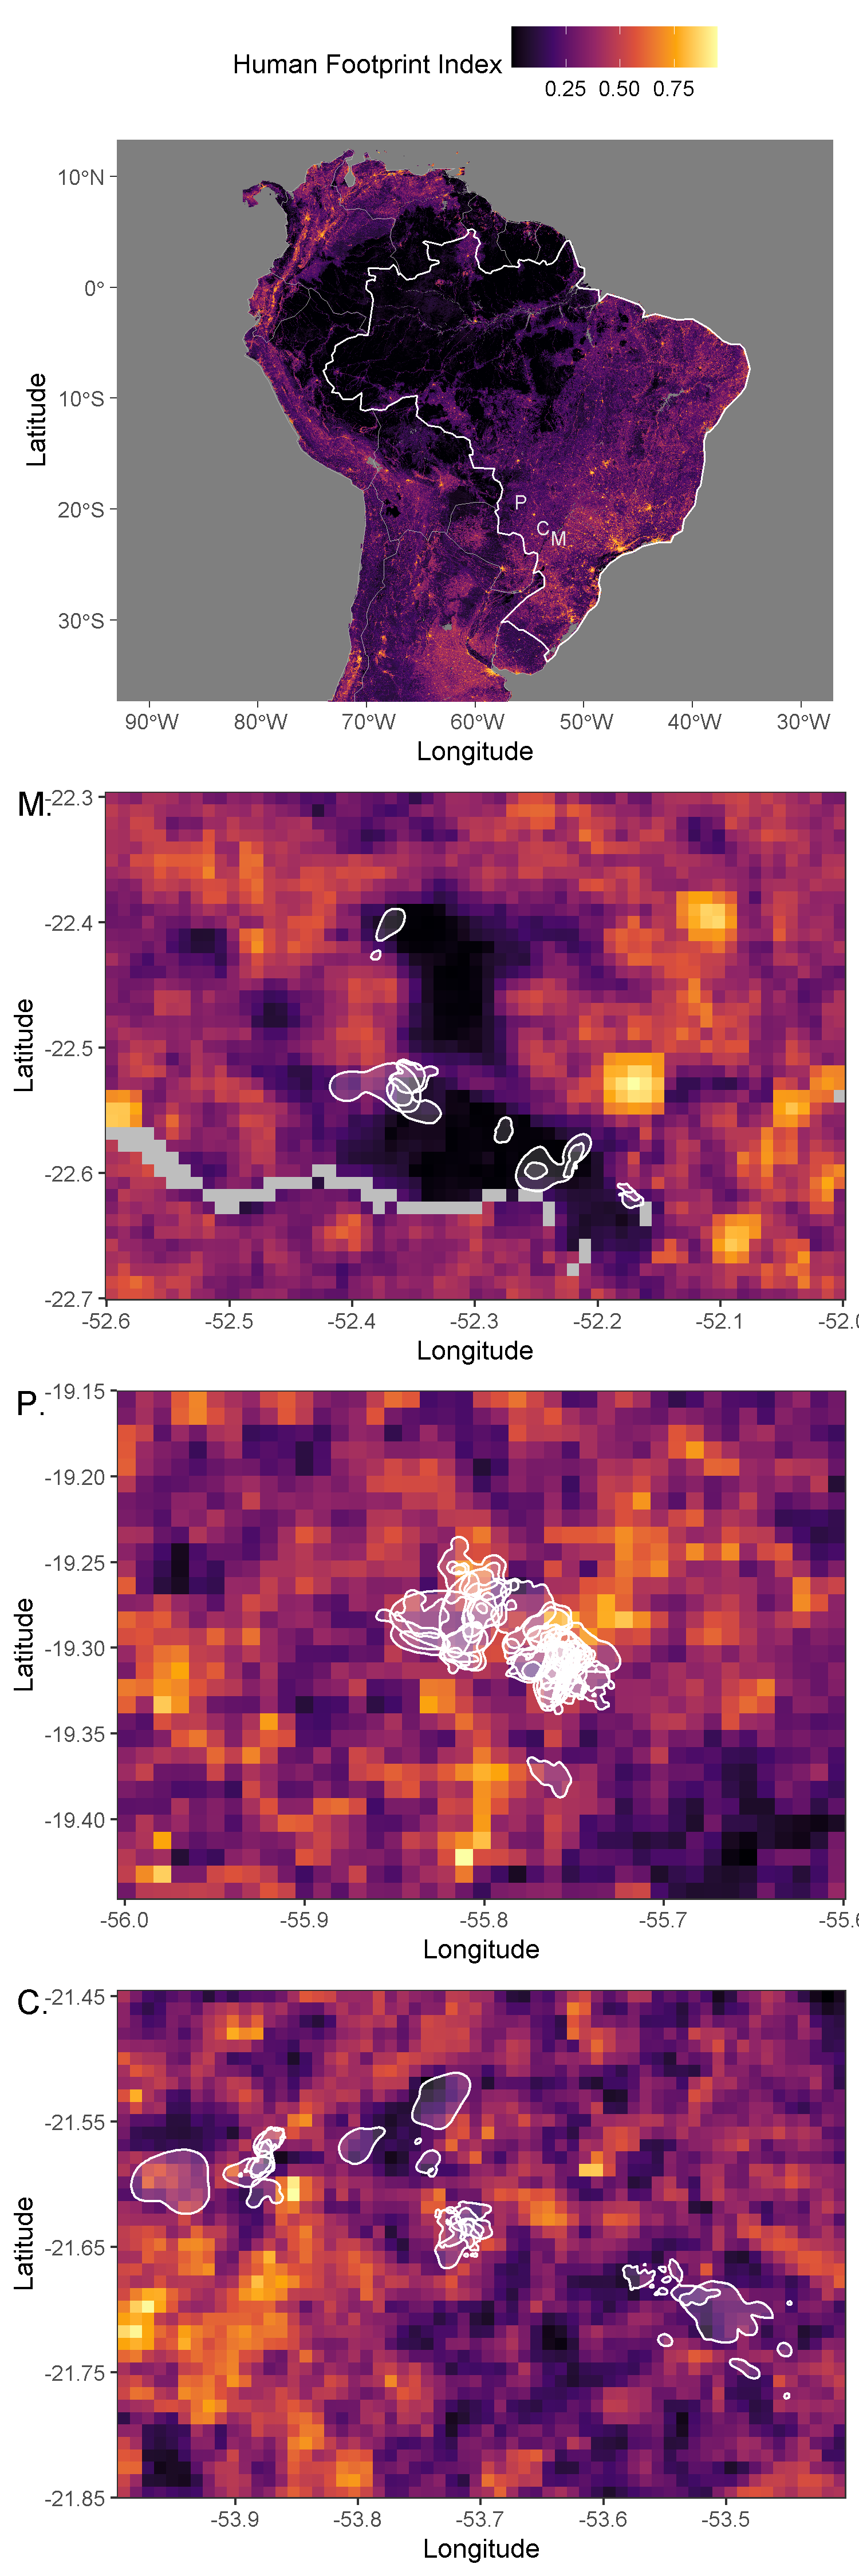 Human Footprint Index
0.25 0.50 0.75
10°N
0°
10°S
20°S
30°S
Latitude
P
C
M
90°W 80°W 70°W 60°W 50°W 40°W 30°W
Longitude
M.
-22.3
-22.4
-22.5
-22.6
-22.7
Latitude
-52.6 -52.5 -52.4 -52.3 -52.2 -52.1 -52.0
Longitude
P.
-19.15
-19.20
-19.25
-19.30
-19.35
-19.40
Latitude
-56.0 -55.9 -55.8 -55.7 -55.6
Longitude
C.
-21.45
-21.55
-21.65
-21.75
-21.85
Latitude
-53.9 -53.8 -53.7 -53.6 -53.5
Longitude